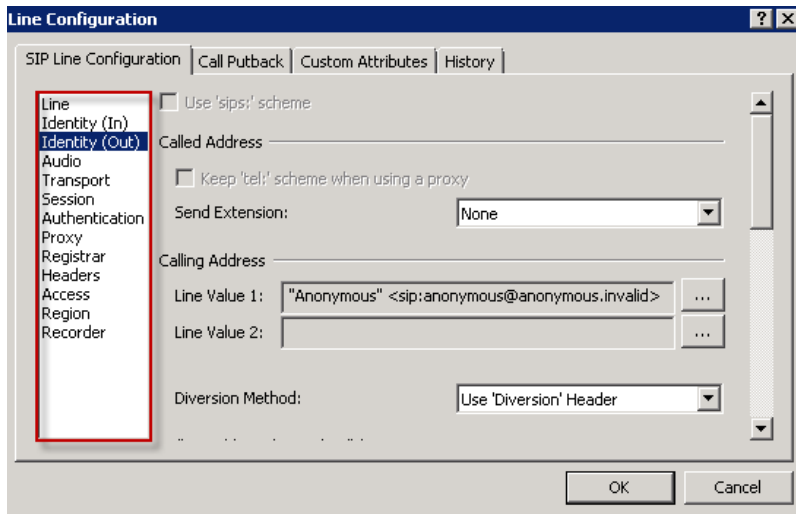 Line Configuration
SIP Line Configuration Call Putback Custom Attributes History
Line
Identity (In)
Identity (Out)
Audio
Transport
Session
Authentication
Proxy
Registrar
Headers
Access
Region
Recorder
Use 'sips:' scheme
Called Address
Keep 'tel:' scheme when using a proxy
Send Extension: None
Calling Address
Line Value 1: "Anonymous" <sip:anonymous@anonymous.invalid> ...
Line Value 2: ...
Diversion Method: Use 'Diversion' Header
OK Cancel